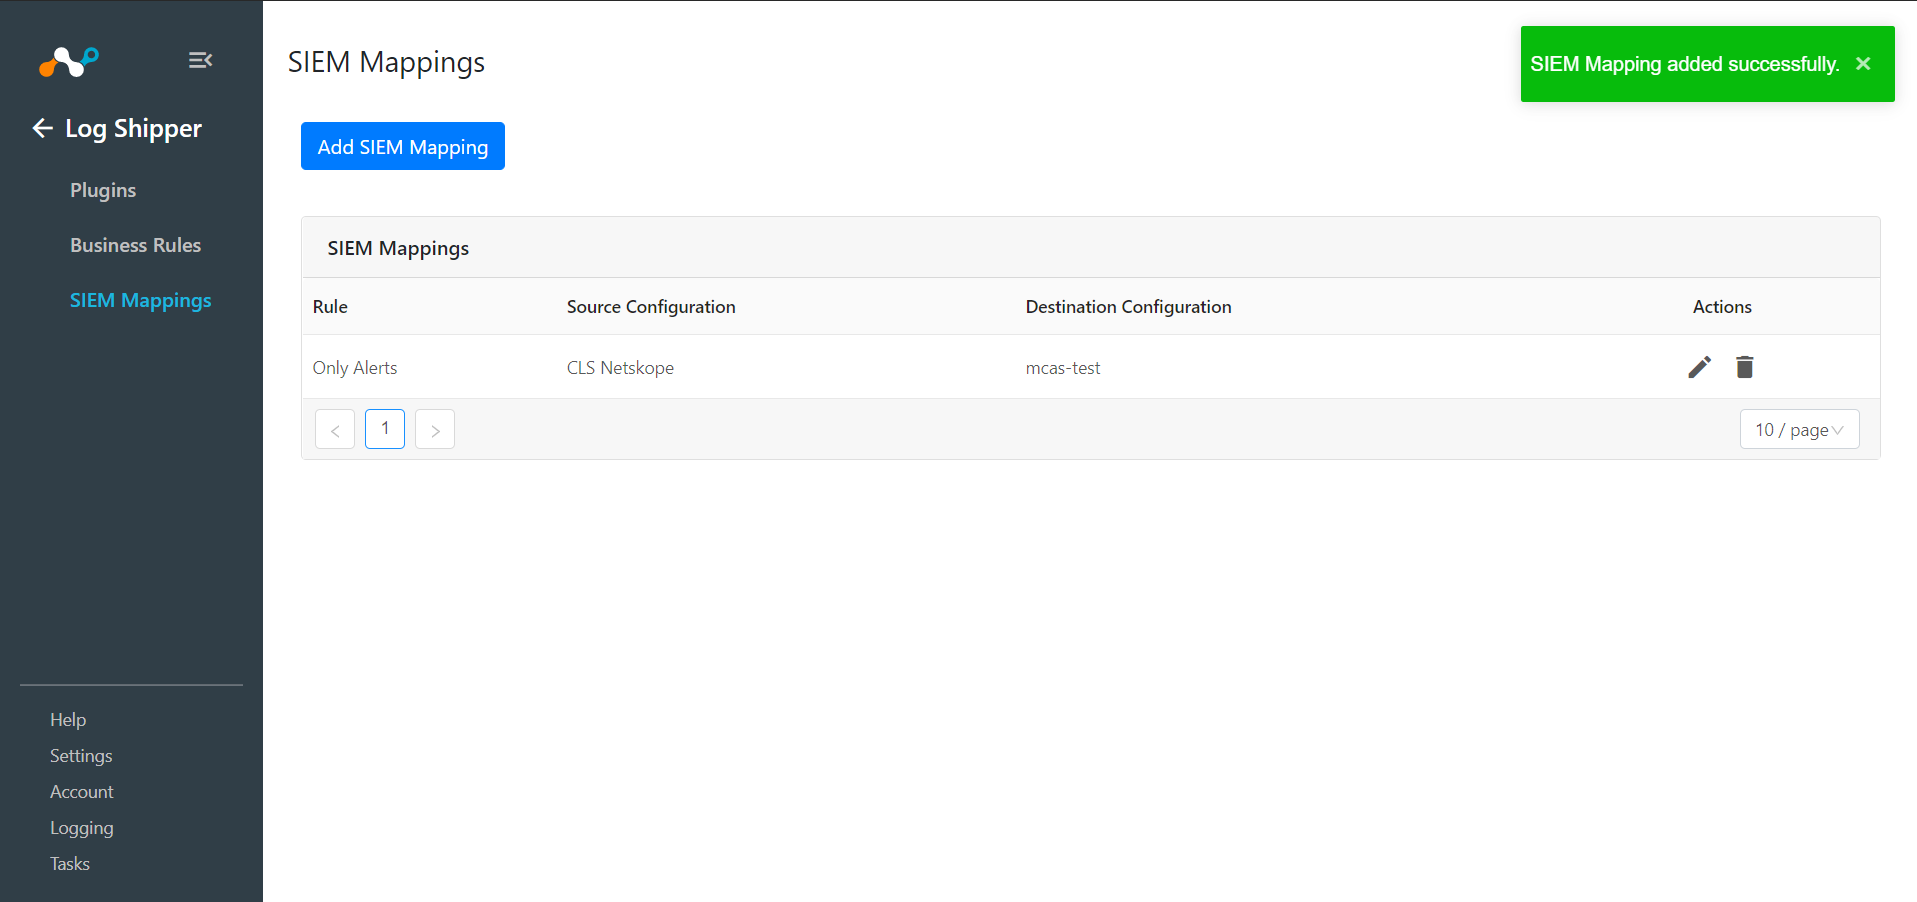 Log Shipper
Plugins
Business Rules
SIEM Mappings
Help
Settings
Account
Logging
Tasks
SIEM Mappings
SIEM Mapping added successfully. ×
Add SIEM Mapping
SIEM Mappings
Rule Source Configuration Destination Configuration Actions
Only Alerts CLS Netskope mcas-test
< 1 > 10 / page